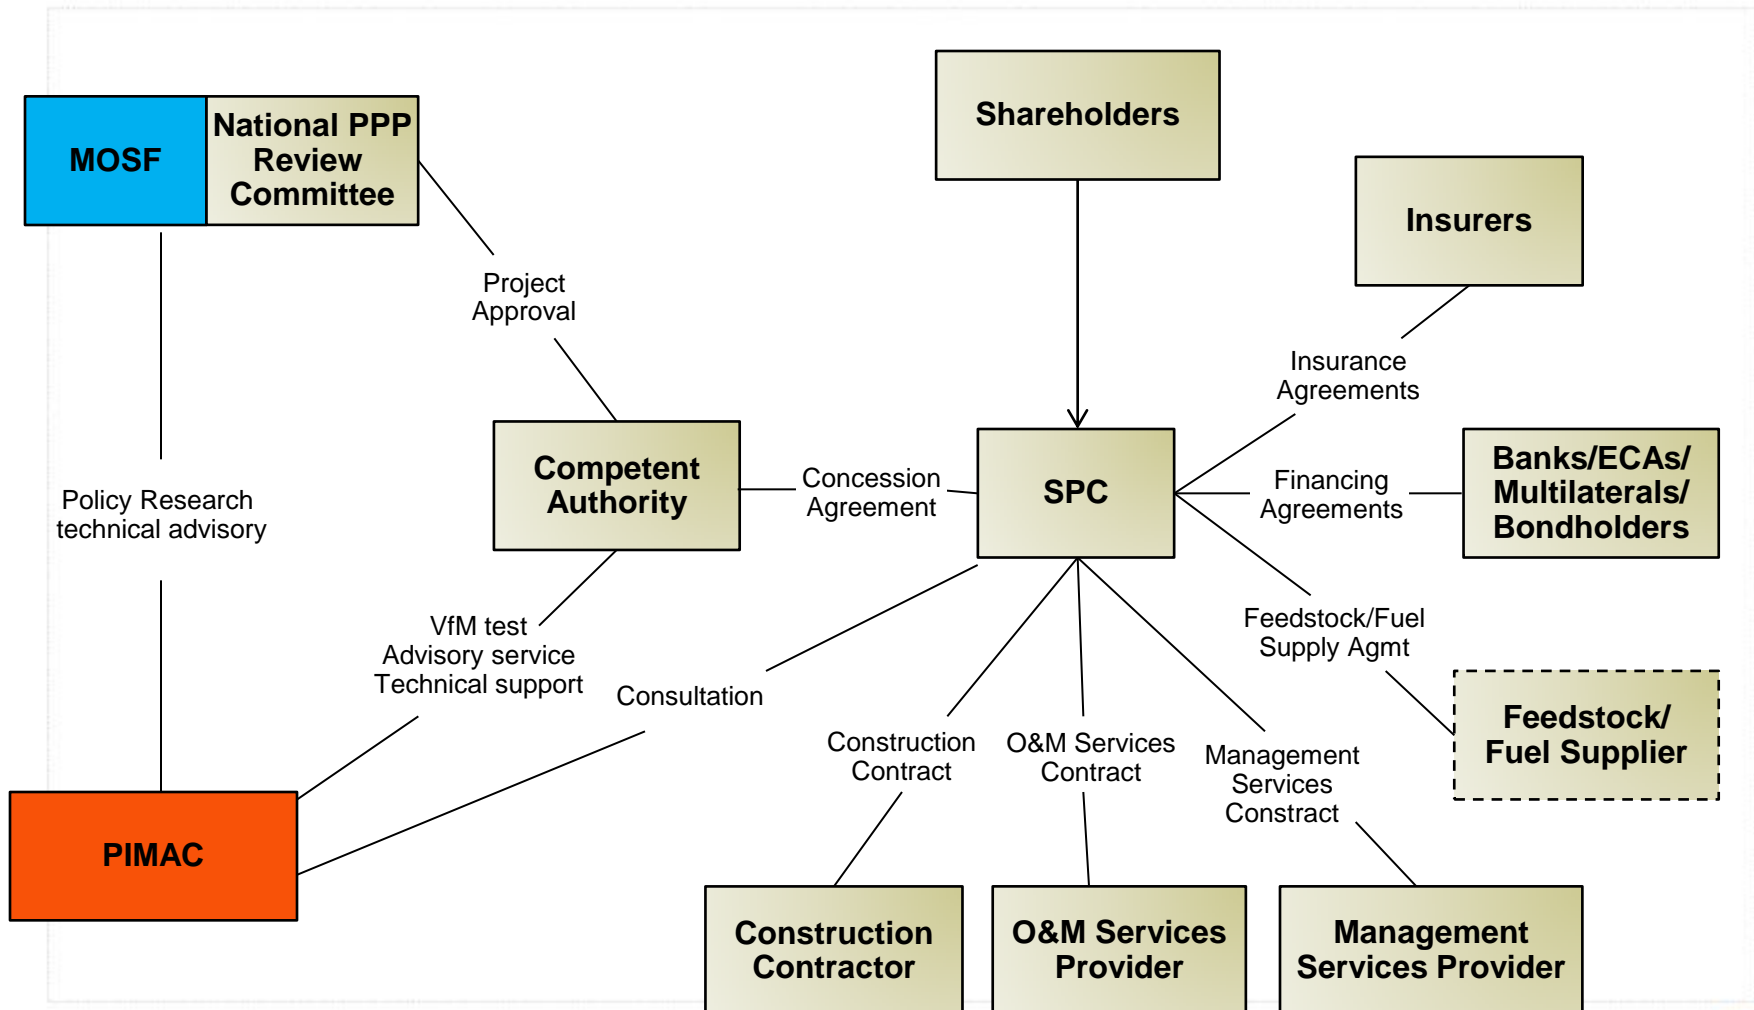 Shareholders
MOSF
National PPP
Review
Committee
Insurers
Project
Approval
Insurance
Agreements
Competent
Authority
Concession
Agreement
SPC
Financing
Agreements
Banks/ECAs/
Multilaterals/
Bondholders
Policy Research
technical advisory
VfM test
Advisory service
Technical support
Consultation
Feedstock/Fuel
Supply Agmt
Construction
Contract
O&M Services
Contract
Management
Services
Constract
Feedstock/
Fuel Supplier
PIMAC
Construction
Contractor
O&M Services
Provider
Management
Services Provider